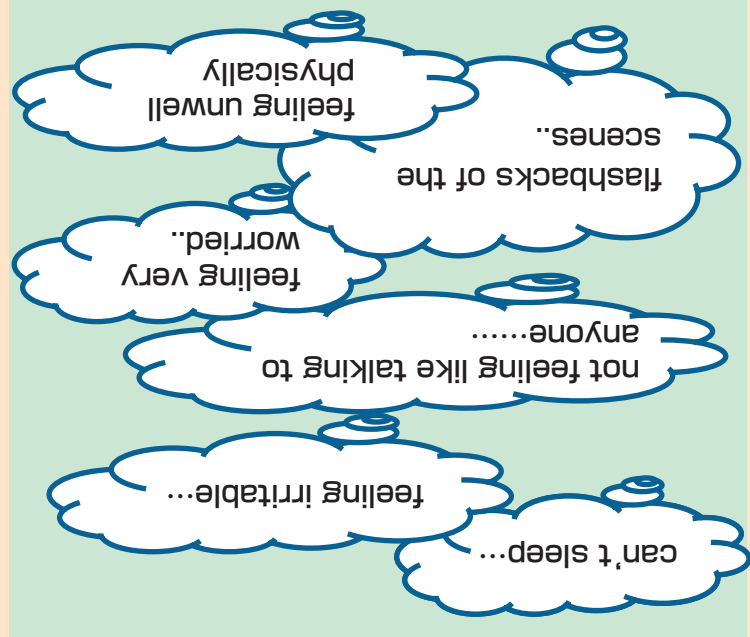 can't sleep...
feeling irritable...
not feeling like talking to
anyone......
feeling very
worried..
flashbacks of the
scenes..
feeling unwell
physically